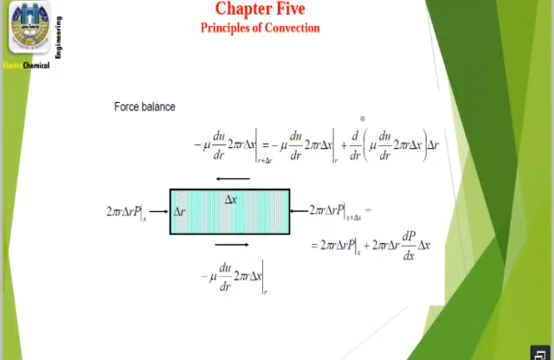 Chapter Five
Principles of Convection
Engineering
ElectroChemical
Force balance
-μ du/dr 2πrΔx|r+Δr = -μ du/dr 2πrΔx|r + d/dr (μ du/dr 2πrΔx)Δr
2πrΔrP|x
Δr
Δx
2πrΔrP|x+Δx =
= 2πrΔrP|x + 2πrΔr dP/dx Δx
-μ du/dr 2πrΔx|r